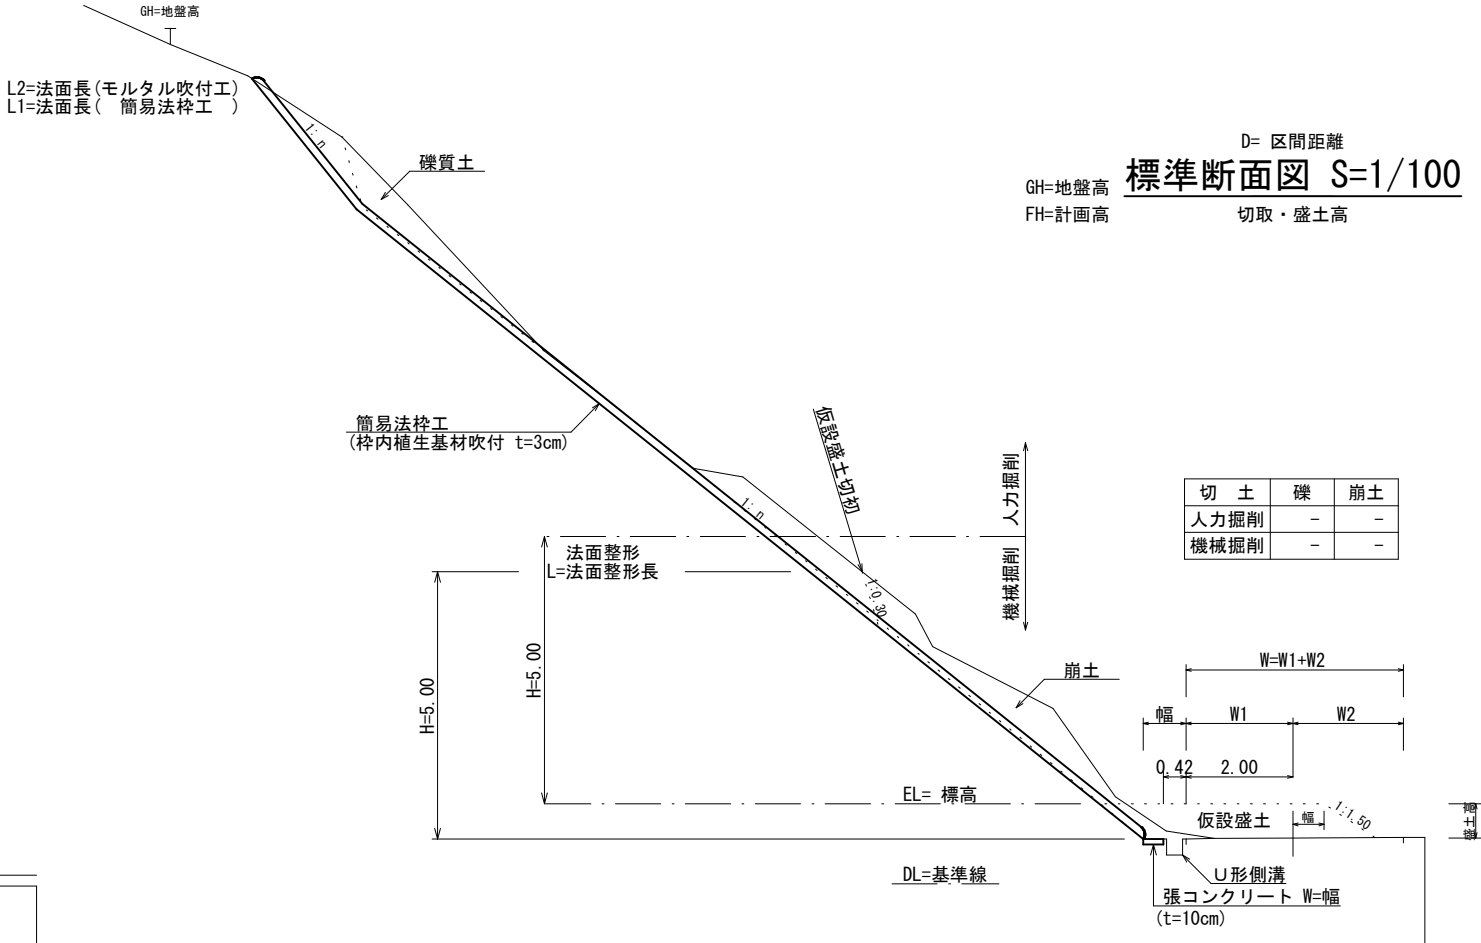 GH=地盤高
L2=法面長(モルタル吹付工)
L1=法面長(　簡易法枠工　)
1:n
礫質土
D= 区間距離
標準断面図 S=1/100
GH=地盤高
FH=計画高
切取・盛土高
簡易法枠工
(枠内植生基材吹付 t=3cm)
仮設盛土切初
人力掘削
機械掘削
切　土 礫 崩土
人力掘削 - -
機械掘削 - -
1:n
法面整形
L=法面整形長
1:0.30
H=5.00
H=5.00
崩土
W=W1+W2
幅 W1 W2
0.42 2.00
EL= 標高
仮設盛土
幅
1:1.50
盛土高
DL=基準線
U形側溝
張コンクリート W=幅
(t=10cm)